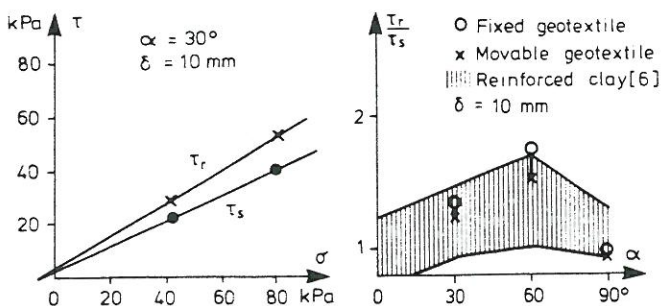 kPa τ
80
60
40
20
α = 30°
δ = 10 mm
τr
τs
σ
0 20 40 60 80
kPa
τr
τs
O Fixed geotextile
x Movable geotextile
Reinforced clay[6]
δ = 10 mm
2
1
α
0 30 60 90°